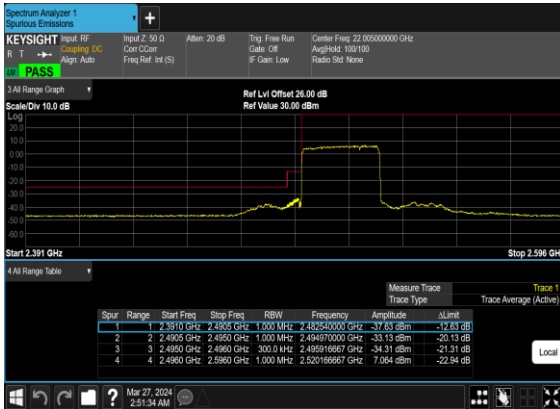 Spectrum Analyzer 1
Spurious Emissions
+
KEYSIGHT Input: RF Input Z: 50 Ω Atten: 20 dB Trig: Free Run Center Freq: 22.005000000 GHz
R T Coupling: DC Corr CCorr Gate: Off Avg|Hold: 100/100
Align: Auto Freq Ref: Int (S) IF Gain: Low Radio Std: None
PASS
3 All Range Graph
Ref Lvl Offset 26.00 dB
Scale/Div 10.0 dB Ref Value 30.00 dBm
Log
20.0
10.0
0.00
-10.0
-20.0
-30.0
-40.0
-50.0
-60.0
Start 2.391 GHz Stop 2.596 GH
4 All Range Table
Measure Trace Trace 1
Trace Type Trace Average (Active)
Spur Range Start Freq Stop Freq RBW Frequency Amplitude ΔLimit
1 1 2.3910 GHz 2.4905 GHz 1.000 MHz 2.482540000 GHz -37.63 dBm -12.63 dB
2 2 2.4905 GHz 2.4950 GHz 1.000 MHz 2.494970000 GHz -33.13 dBm -20.13 dB
3 3 2.4950 GHz 2.4960 GHz 300.0 kHz 2.495916667 GHz -34.31 dBm -21.31 dB
4 4 2.4960 GHz 2.5960 GHz 1.000 MHz 2.520166667 GHz 7.064 dBm -22.94 dB
Local
?
Mar 27, 2024
2:51:34 AM